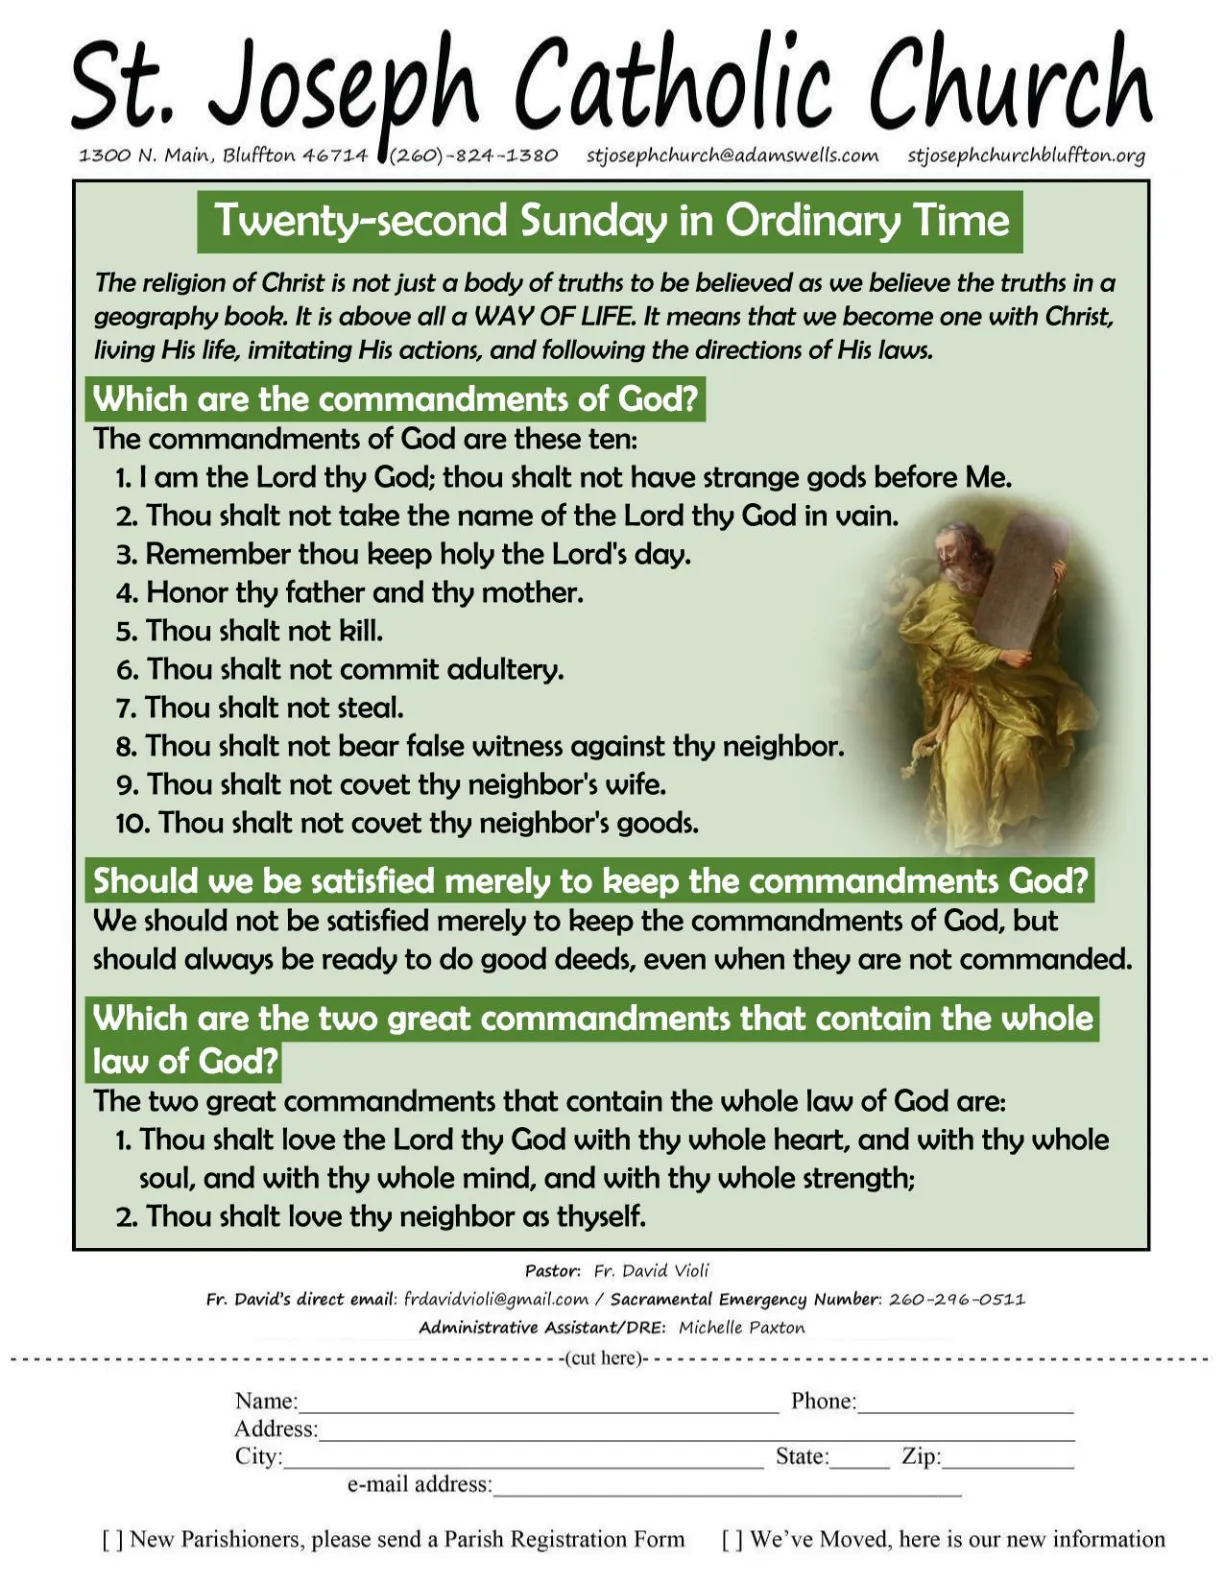 St. Joseph Catholic Church
1300 N. Main, Bluffton 46714 (260)-824-1380 stjosephchurch@adamswells.com stjosephchurchbluffton.org
Twenty-second Sunday in Ordinary Time
The religion of Christ is not just a body of truths to be believed as we believe the truths in a
geography book. It is above all a WAY OF LIFE. It means that we become one with Christ,
living His life, imitating His actions, and following the directions of His laws.
Which are the commandments of God?
The commandments of God are these ten:
1. I am the Lord thy God; thou shalt not have strange gods before Me.
2. Thou shalt not take the name of the Lord thy God in vain.
3. Remember thou keep holy the Lord's day.
4. Honor thy father and thy mother.
5. Thou shalt not kill.
6. Thou shalt not commit adultery.
7. Thou shalt not steal.
8. Thou shalt not bear false witness against thy neighbor.
9. Thou shalt not covet thy neighbor's wife.
10. Thou shalt not covet thy neighbor's goods.
Should we be satisfied merely to keep the commandments God?
We should not be satisfied merely to keep the commandments of God, but
should always be ready to do good deeds, even when they are not commanded.
Which are the two great commandments that contain the whole
law of God?
The two great commandments that contain the whole law of God are:
1. Thou shalt love the Lord thy God with thy whole heart, and with thy whole
soul, and with thy whole mind, and with thy whole strength;
2. Thou shalt love thy neighbor as thyself.
Pastor: Fr. David Violi
Fr. David's direct email: frdavidvioli@gmail.com / Sacramental Emergency Number: 260-296-0511
Administrative Assistant/DRE: Michelle Paxton
(cut here)
Name: Phone:
Address:
City: State: Zip:
e-mail address:
[ ] New Parishioners, please send a Parish Registration Form [ ] We've Moved, here is our new information